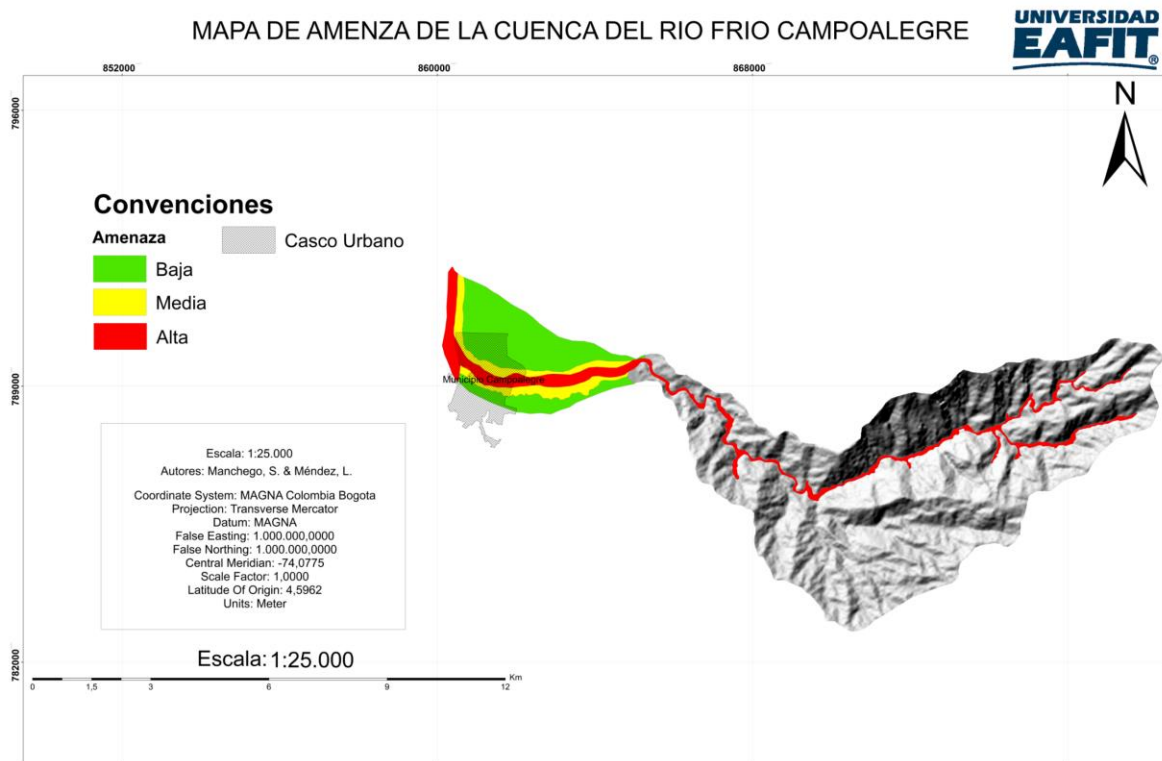 MAPA DE AMENZA DE LA CUENCA DEL RIO FRIO CAMPOALEGRE
UNIVERSIDAD
EAFIT®
852000
860000
868000
N
796000
789000
782000
Convenciones
Amenaza
Casco Urbano
Baja
Media
Alta
Municipio Campoalegre
Escala: 1:25.000
Autores: Manchego, S. & Méndez, L.
Coordinate System: MAGNA Colombia Bogota
Projection: Transverse Mercator
Datum: MAGNA
False Easting: 1.000.000,0000
False Northing: 1.000.000,0000
Central Meridian: -74,0775
Scale Factor: 1,0000
Latitude Of Origin: 4,5962
Units: Meter
Escala: 1:25.000
Km
0 1,5 3 6 9 12